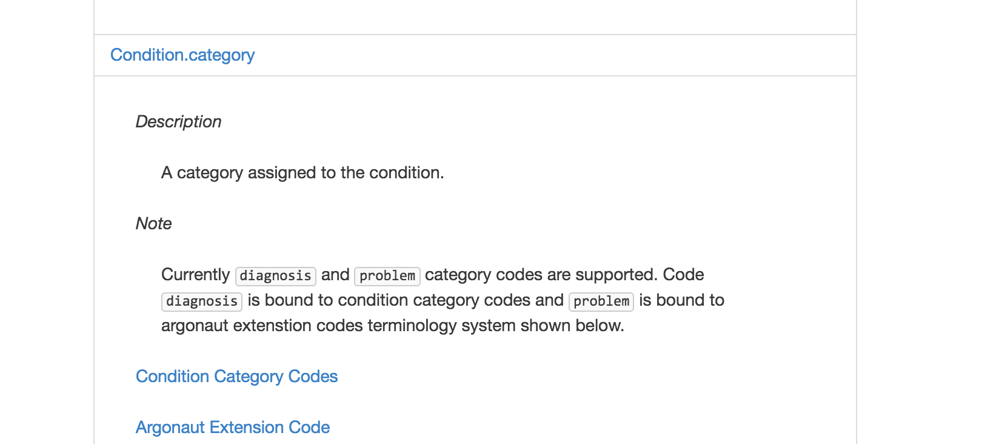 Condition.category
Description
A category assigned to the condition.
Note
Currently diagnosis and problem category codes are supported. Code
diagnosis is bound to condition category codes and problem is bound to
argonaut extenstion codes terminology system shown below.
Condition Category Codes
Argonaut Extension Code